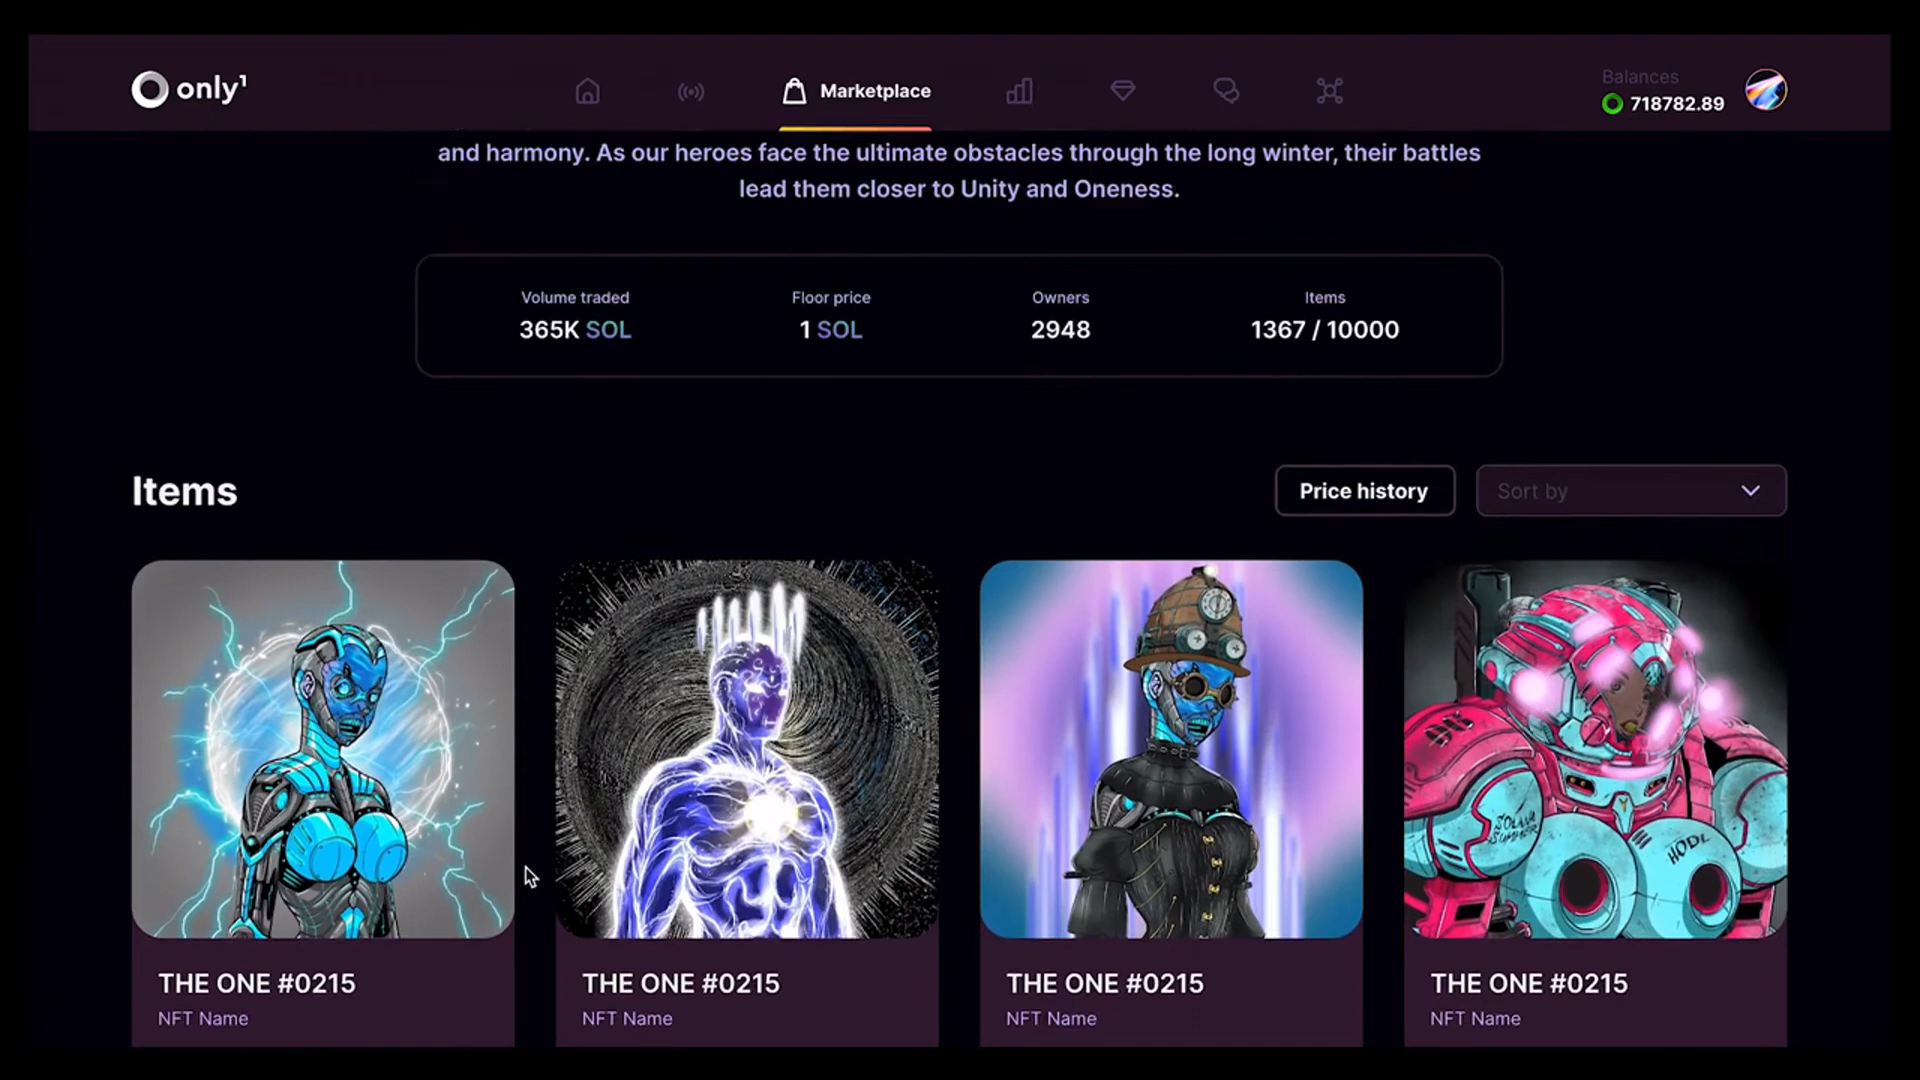 only¹
Marketplace
Balances
718782.89
and harmony. As our heroes face the ultimate obstacles through the long winter, their battles
lead them closer to Unity and Oneness.
Volume traded
365K SOL
Floor price
1 SOL
Owners
2948
Items
1367 / 10000
Items
Price history
Sort by
SOLANA
SUMMER
HODL
THE ONE #0215
NFT Name
THE ONE #0215
NFT Name
THE ONE #0215
NFT Name
THE ONE #0215
NFT Name